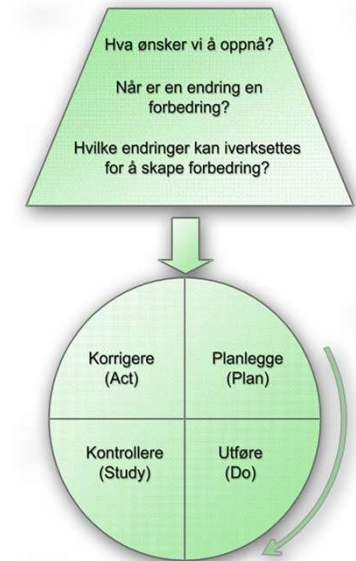 Hva ønsker vi å oppnå?
Når er en endring en
forbedring?
Hvilke endringer kan iverksettes
for å skape forbedring?
Korrigere
(Act)
Planlegge
(Plan)
Kontrollere
(Study)
Utføre
(Do)